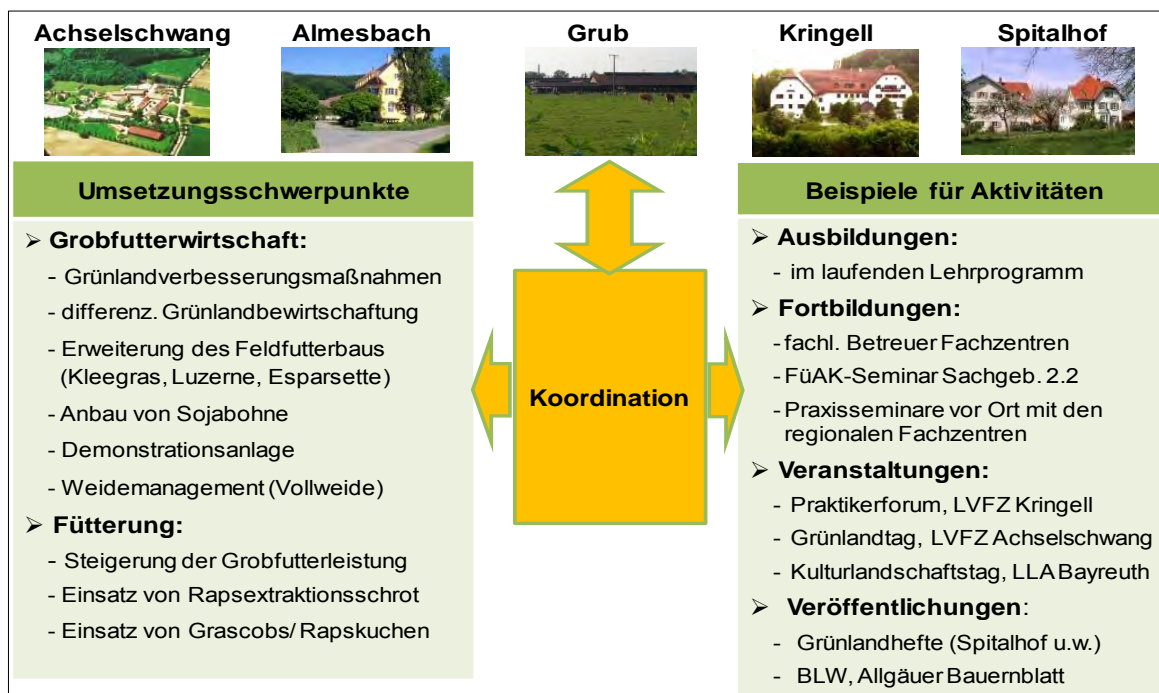 Achselschwang
Almesbach
Grub
Kringell
Spitalhof
Umsetzungsschwerpunkte
➢ Grobfutterwirtschaft:
- Grünlandverbesserungsmaßnahmen
- differenz. Grünlandbewirtschaftung
- Erweiterung des Feldfutterbaus
(Kleegras, Luzerne, Esparsette)
- Anbau von Sojabohne
- Demonstrationsanlage
- Weidemanagement (Vollweide)
➢ Fütterung:
- Steigerung der Grobfutterleistung
- Einsatz von Rapsextraktionsschrot
- Einsatz von Grascobs/ Rapskuchen
Koordination
Beispiele für Aktivitäten
➢ Ausbildungen:
- im laufenden Lehrprogramm
➢ Fortbildungen:
- fachl. Betreuer Fachzentren
- FüAK-Seminar Sachgeb. 2.2
- Praxisseminare vor Ort mit den
regionalen Fachzentren
➢ Veranstaltungen:
- Praktikerforum, LVFZ Kringell
- Grünlandtag, LVFZ Achselschwang
- Kulturlandschaftstag, LLA Bayreuth
➢ Veröffentlichungen:
- Grünlandhefte (Spitalhof u.w.)
- BLW, Allgäuer Bauernblatt